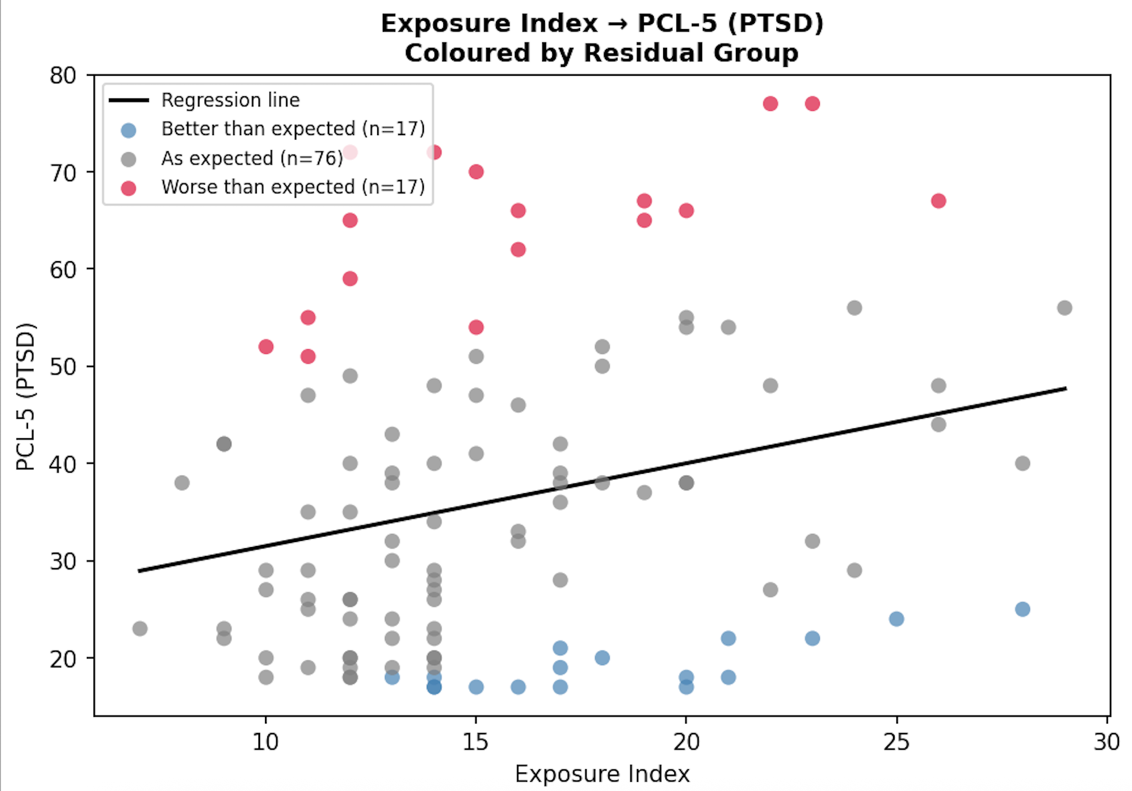 Exposure Index → PCL-5 (PTSD)
Coloured by Residual Group
80
70
60
50
40
30
20
PCL-5 (PTSD)
Regression line
Better than expected (n=17)
As expected (n=76)
Worse than expected (n=17)
10
15
20
25
30
Exposure Index